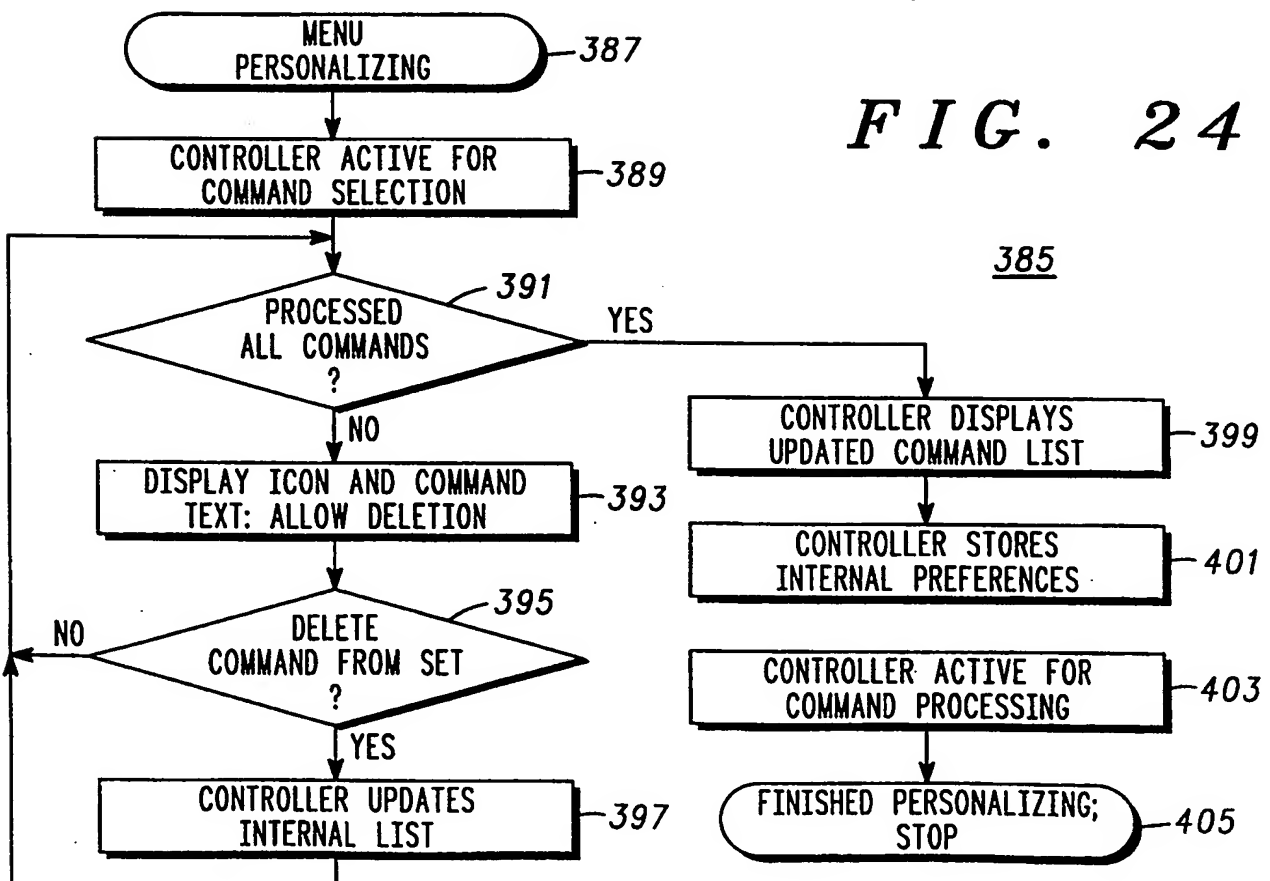 MENU
PERSONALIZING
387
FIG. 24
CONTROLLER ACTIVE FOR
COMMAND SELECTION
389
385
391
PROCESSED
ALL COMMANDS
?
YES
NO
CONTROLLER DISPLAYS
UPDATED COMMAND LIST
399
DISPLAY ICON AND COMMAND
TEXT: ALLOW DELETION
393
CONTROLLER STORES
INTERNAL PREFERENCES
401
395
NO
DELETE
COMMAND FROM SET
?
CONTROLLER ACTIVE FOR
COMMAND PROCESSING
403
YES
CONTROLLER UPDATES
INTERNAL LIST
397
FINISHED PERSONALIZING;
STOP
405